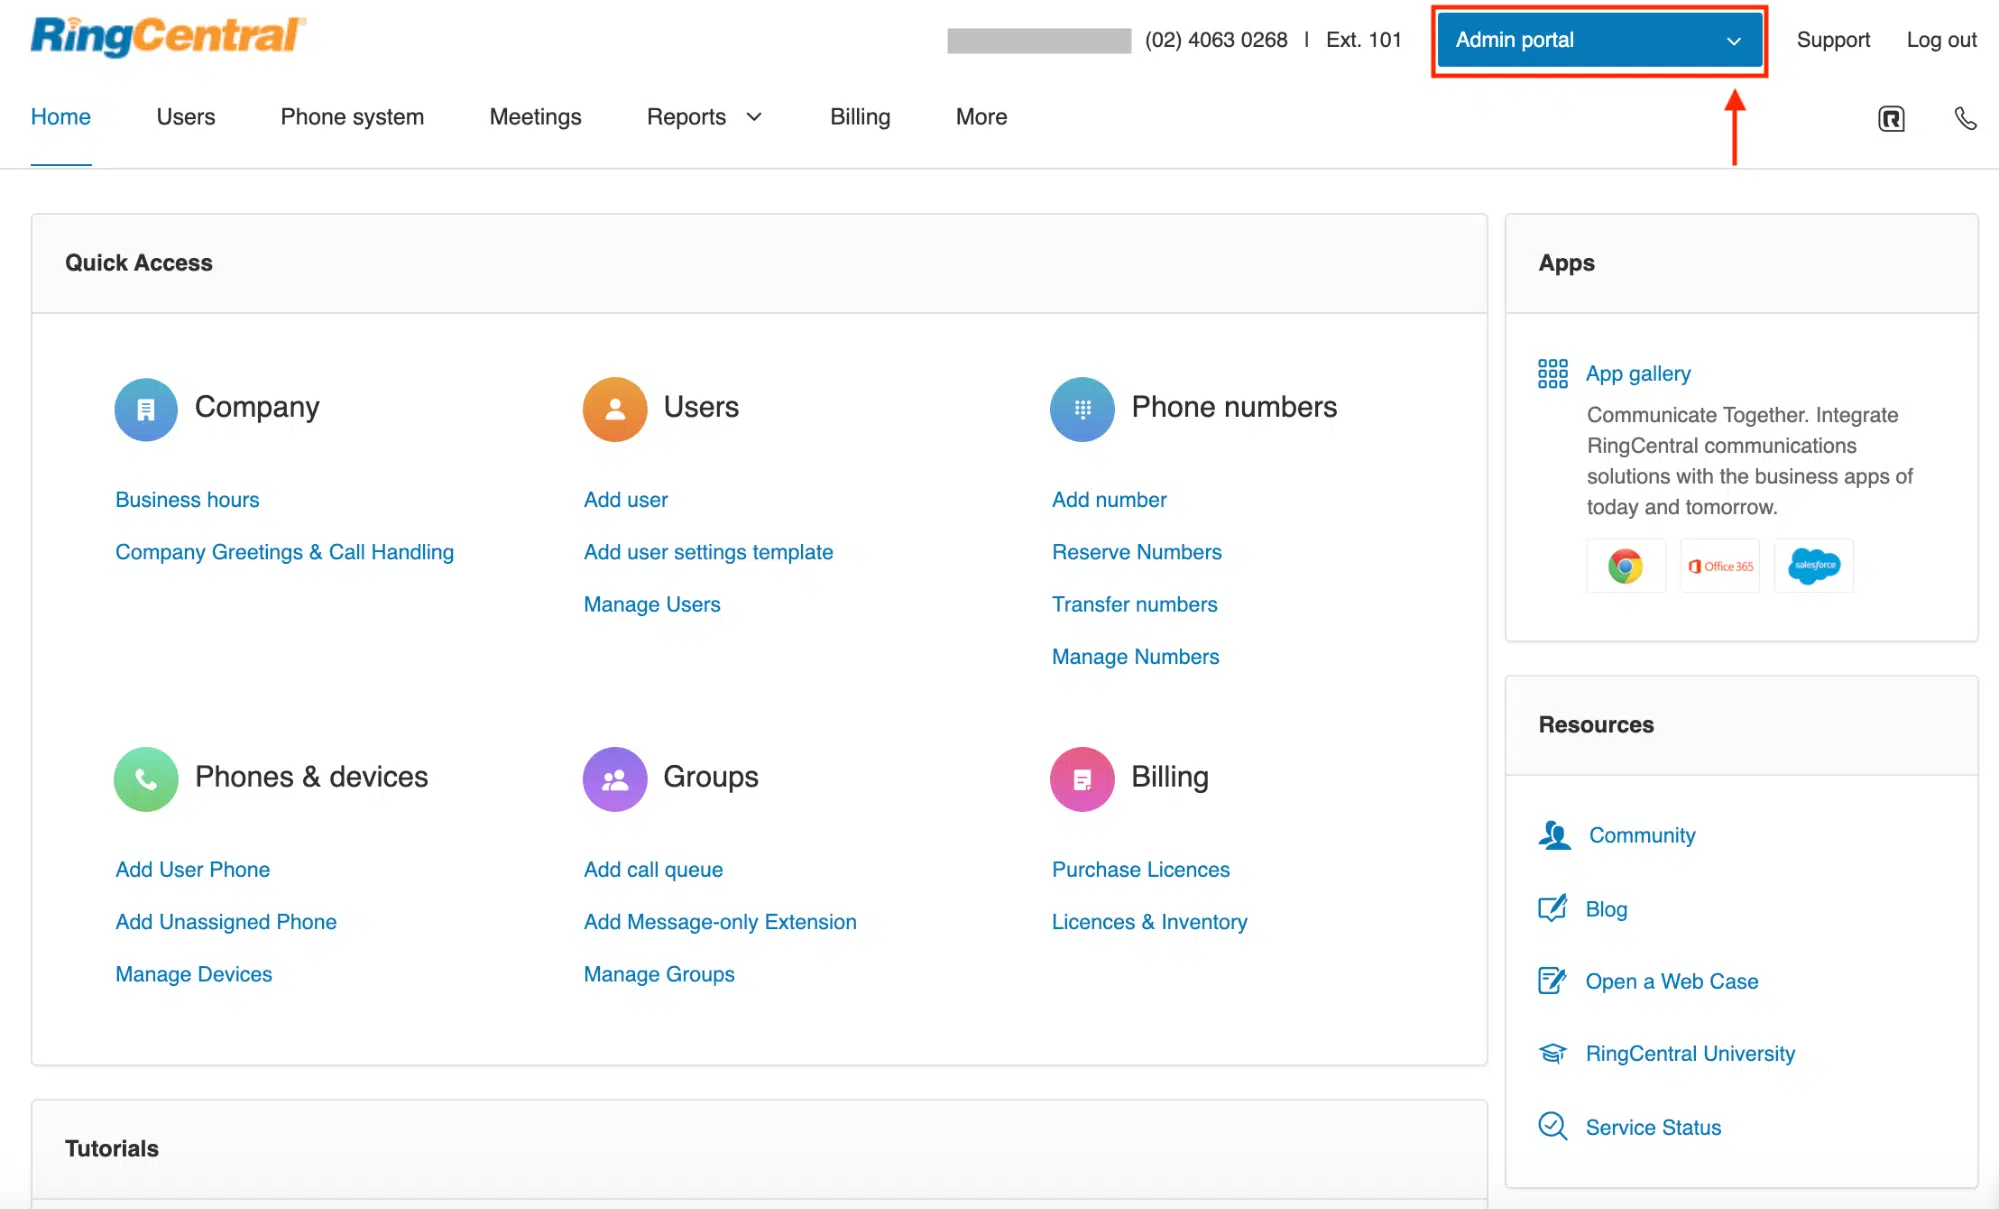 RingCentral®
(02) 4063 0268 | Ext. 101
Admin portal
Support
Log out
Home
Users
Phone system
Meetings
Reports
Billing
More
Quick Access
Company
Business hours
Company Greetings & Call Handling
Users
Add user
Add user settings template
Manage Users
Phone numbers
Add number
Reserve Numbers
Transfer numbers
Manage Numbers
Phones & devices
Add User Phone
Add Unassigned Phone
Manage Devices
Groups
Add call queue
Add Message-only Extension
Manage Groups
Billing
Purchase Licences
Licences & Inventory
Tutorials
Apps
App gallery
Communicate Together. Integrate
RingCentral communications
solutions with the business apps of
today and tomorrow.
Office 365
salesforce
Resources
Community
Blog
Open a Web Case
RingCentral University
Service Status